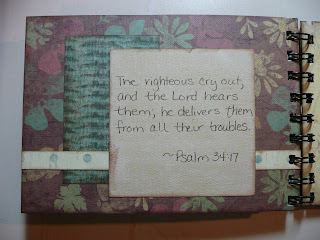 The righteous cry out,
and the Lord hears
them; he delivers them
from all their troubles.
~Psalm 34:17